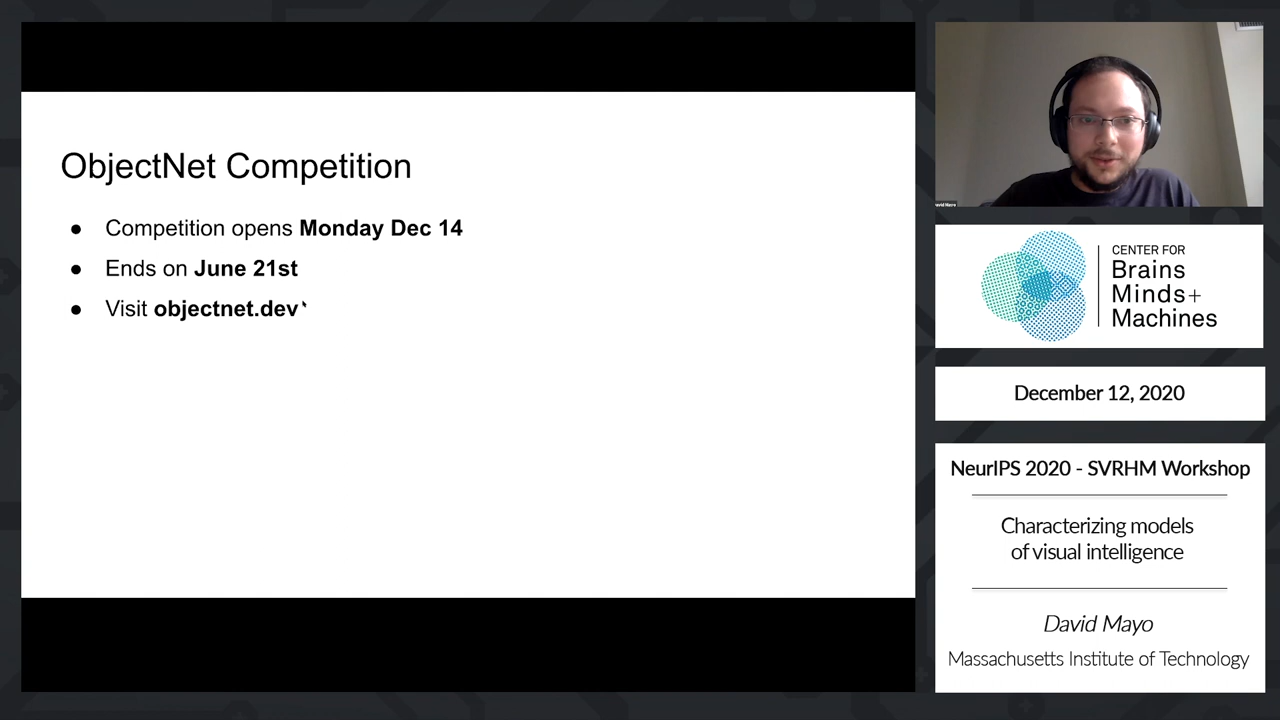 ObjectNet Competition
● Competition opens Monday Dec 14
● Ends on June 21st
● Visit objectnet.dev
CENTER FOR
Brains
Minds+
Machines
December 12, 2020
NeurIPS 2020 - SVRHM Workshop
Characterizing models
of visual intelligence
David Mayo
Massachusetts Institute of Technology